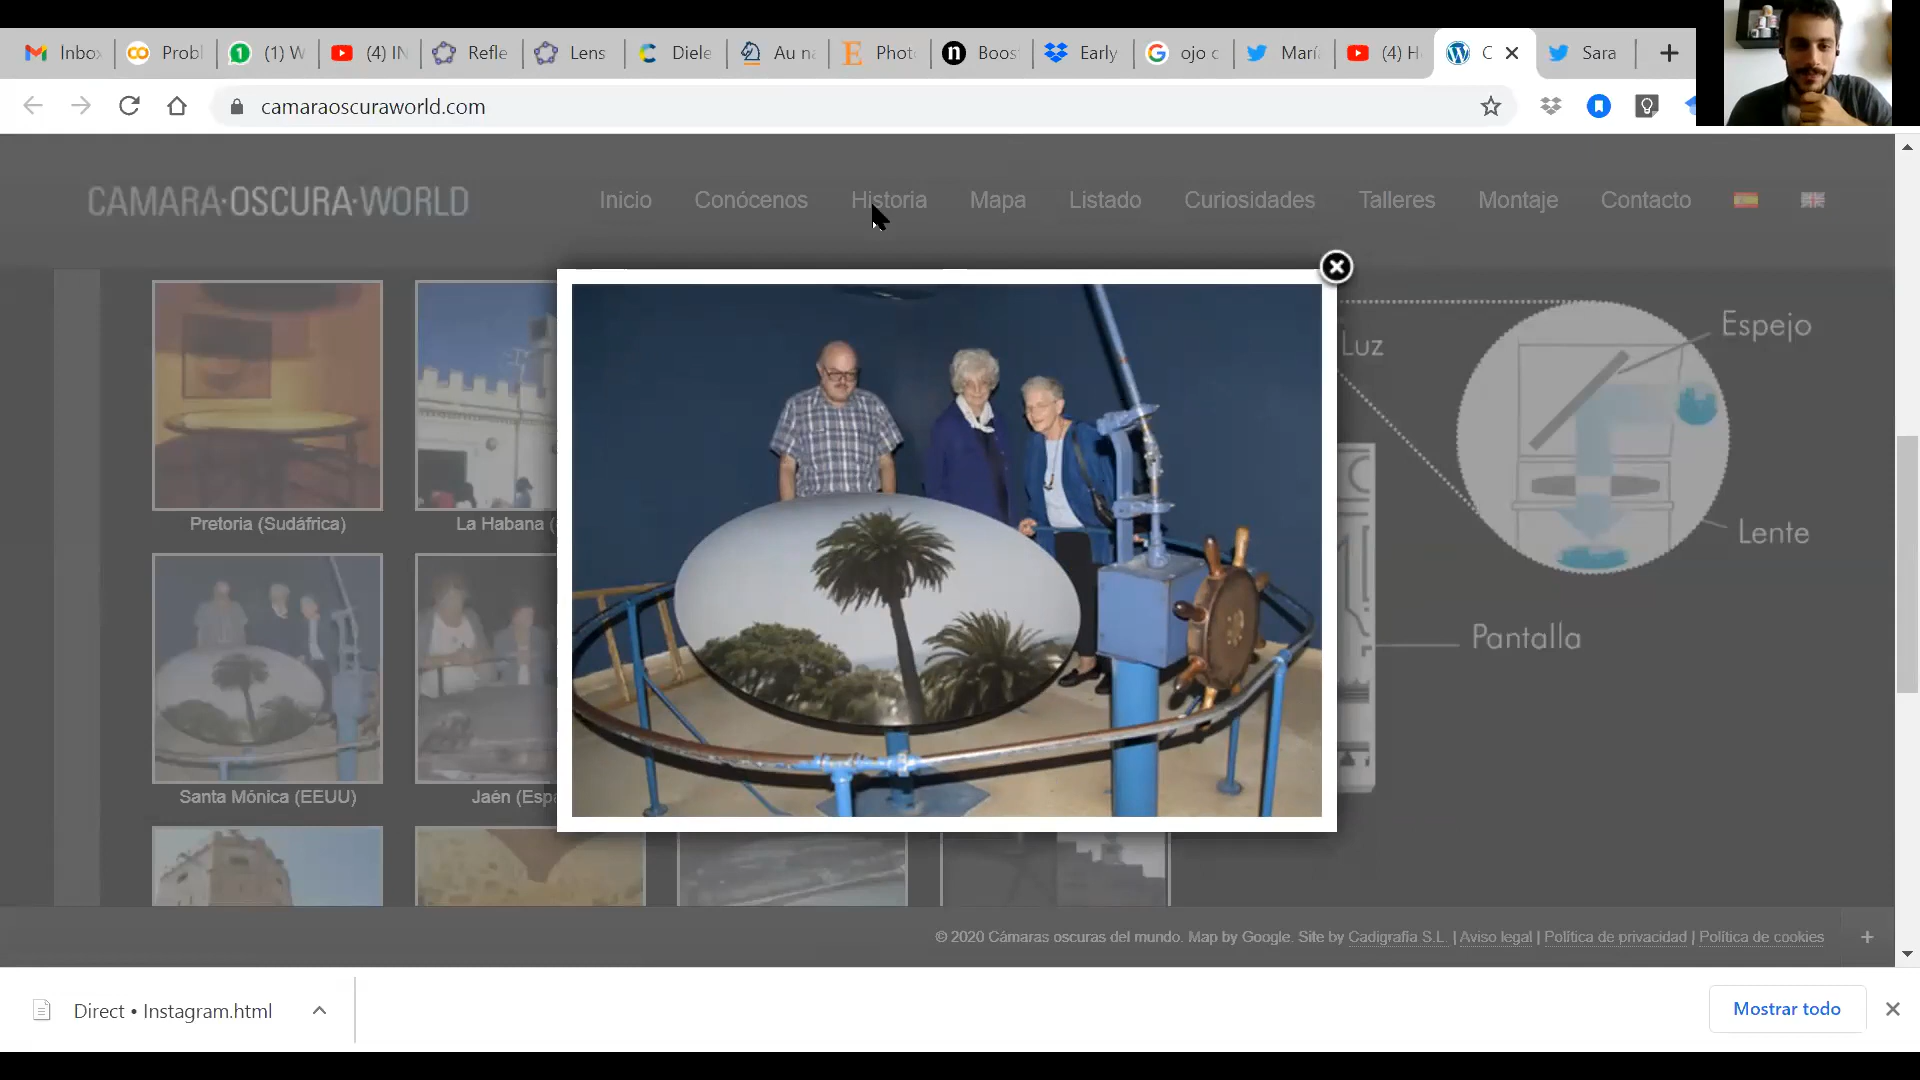 Inbox
Probl
(1) W
(4) IN
Refle
Lens
Diele
Au na
Photo
Boos
Early
ojo c
Marí
(4) H
C
Sara
camaraoscuraworld.com
CAMARA·OSCURA·WORLD
Inicio
Conócenos
Historia
Mapa
Listado
Curiosidades
Talleres
Montaje
Contacto
Luz
Espejo
Lente
Pantalla
Pretoria (Sudáfrica)
La Habana (
Santa Mónica (EEUU)
Jaén (Espa
© 2020 Cámaras oscuras del mundo. Map by Google. Site by Cadigrafía S.L. | Aviso legal | Política de privacidad | Política de cookies
Direct • Instagram.html
Mostrar todo